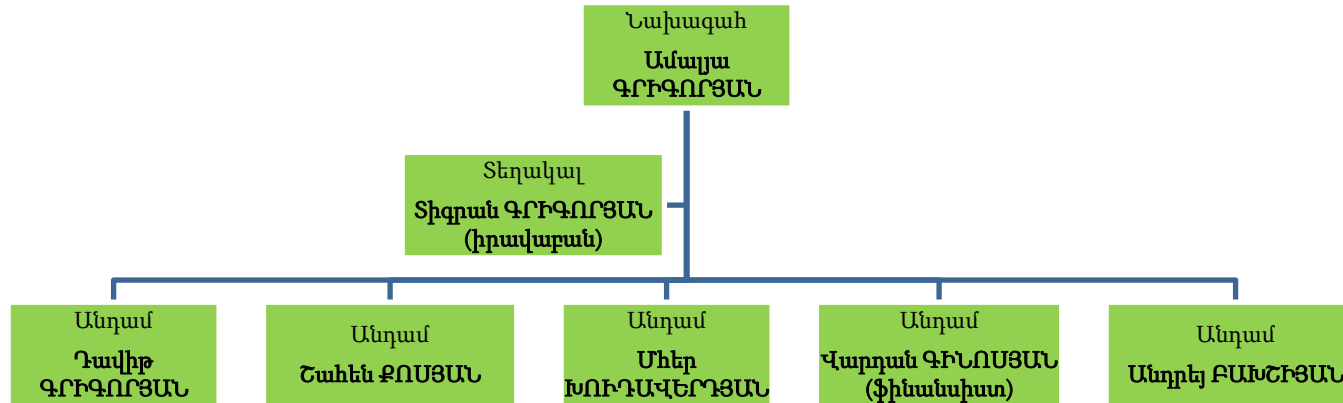 Նախագահ
Ամալյա
ԳՐԻԳՈՐՅԱՆ
Տեղակալ
Տիգրան ԳՐԻԳՈՐՅԱՆ
(իրավաբան)
Անդամ
Դավիթ
ԳՐԻԳՈՐՅԱՆ
Անդամ
Շահեն ՔՈՍՅԱՆ
Անդամ
Մհեր
ԽՈՒԴԱՎԵՐԴՅԱՆ
Անդամ
Վարդան ԳԻՆՈՍՅԱՆ
(ֆինանսիստ)
Անդամ
Անդրեյ ԲԱԽՇԻՅԱՆ